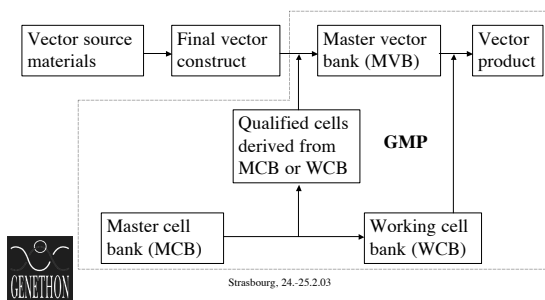 Vector source
materials
Final vector
construct
Master vector
bank (MVB)
Vector
product
Qualified cells
derived from
MCB or WCB
GMP
Master cell
bank (MCB)
Working cell
bank (WCB)
GENETHON
Strasbourg, 24.-25.2.03